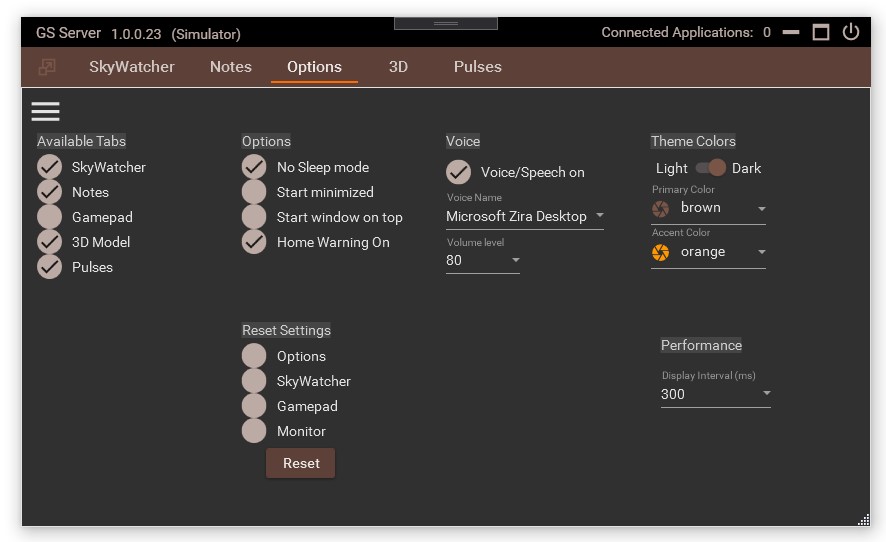 GS Server 1.0.0.23 (Simulator) Connected Applications: 0
SkyWatcher Notes Options 3D Pulses
Available Tabs
SkyWatcher
Notes
Gamepad
3D Model
Pulses
Options
No Sleep mode
Start minimized
Start window on top
Home Warning On
Voice
Voice/Speech on
Voice Name
Microsoft Zira Desktop
Volume level
80
Theme Colors
Light Dark
Primary Color
brown
Accent Color
orange
Reset Settings
Options
SkyWatcher
Gamepad
Monitor
Reset
Performance
Display Interval (ms)
300